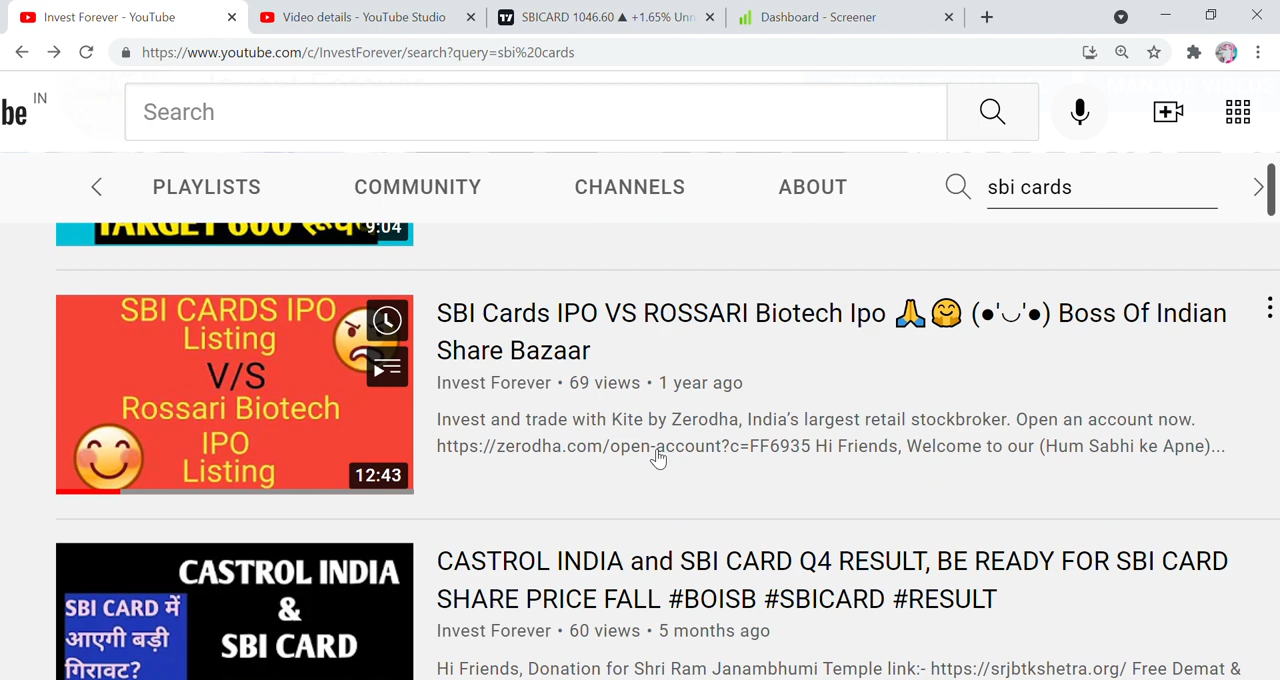 Invest Forever - YouTube
Video details - YouTube Studio
SBICARD 1046.60 ▲ +1.65% Unn
Dashboard - Screener
https://www.youtube.com/c/InvestForever/search?query=sbi%20cards
be IN
Search
PLAYLISTS
COMMUNITY
CHANNELS
ABOUT
sbi cards
TARGET 600
9:04
SBI CARDS IPO
Listing
V/S
Rossari Biotech
IPO
Listing
12:43
SBI Cards IPO VS ROSSARI Biotech Ipo 🙏🤗 (●'◡'●) Boss Of Indian
Share Bazaar
Invest Forever • 69 views • 1 year ago
Invest and trade with Kite by Zerodha, India's largest retail stockbroker. Open an account now.
https://zerodha.com/open-account?c=FF6935 Hi Friends, Welcome to our (Hum Sabhi ke Apne)...
CASTROL INDIA
&
SBI CARD
SBI CARD में
आएगी बड़ी
गिरावट?
CASTROL INDIA and SBI CARD Q4 RESULT, BE READY FOR SBI CARD
SHARE PRICE FALL #BOISB #SBICARD #RESULT
Invest Forever • 60 views • 5 months ago
Hi Friends, Donation for Shri Ram Janambhumi Temple link:- https://srjbtkshetra.org/ Free Demat &